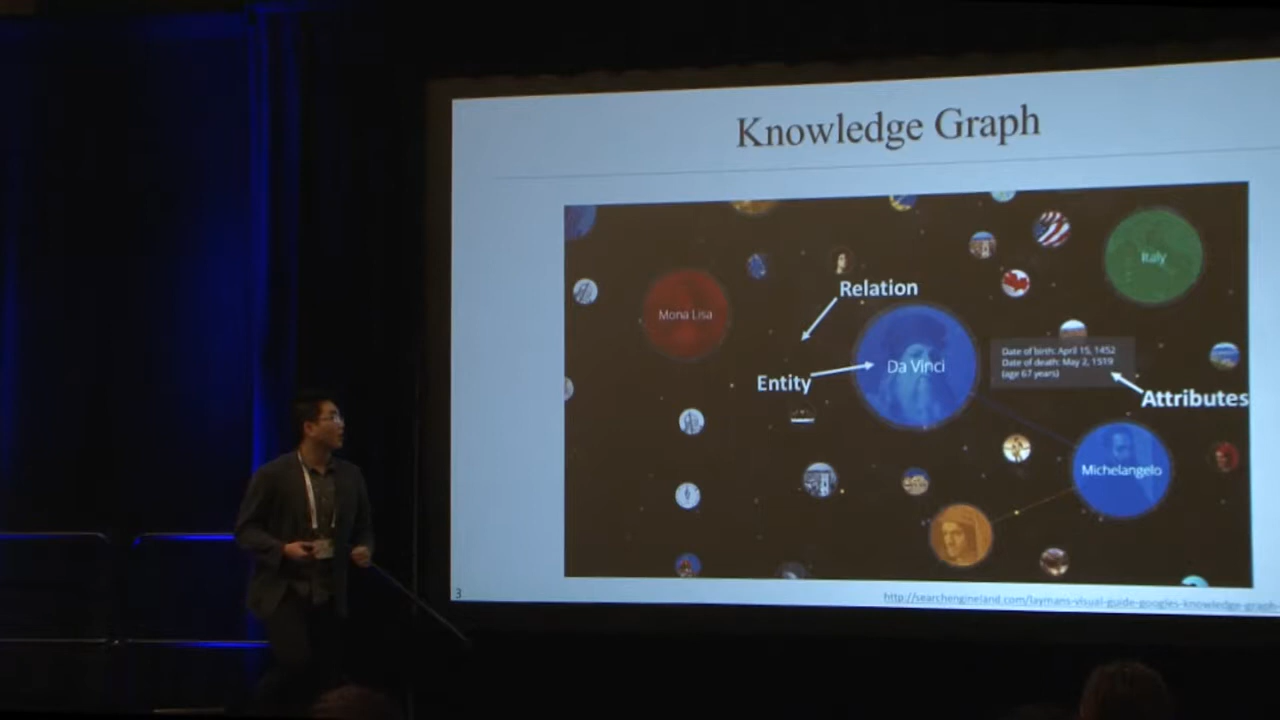 Knowledge Graph
Italy
Relation
Mona Lisa
Date of birth: April 15, 1452
Date of death: May 2, 1519
(age 67 years)
Da Vinci
Entity
Attributes
Michelangelo
3
http://searchengineland.com/laymans-visual-guide-googles-knowledge-graph-